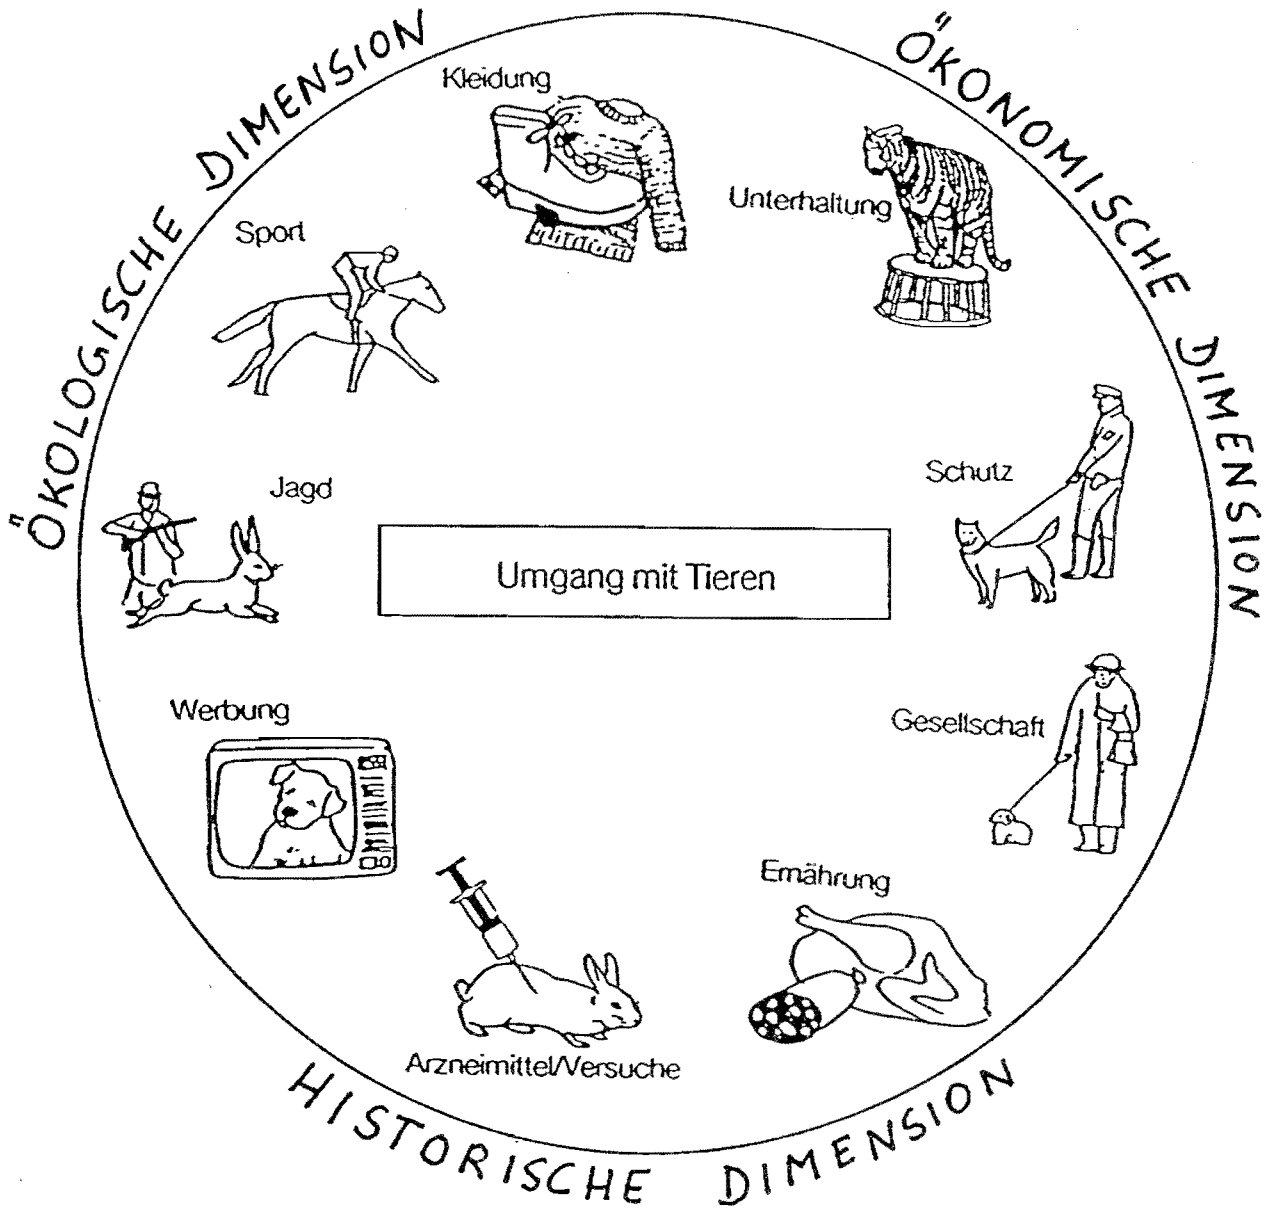 ÖKOLOGISCHE DIMENSION
ÖKONOMISCHE DIMENSION
Kleidung
Unterhaltung
Sport
Schutz
Jagd
Umgang mit Tieren
Werbung
Gesellschaft
Ernährung
Arzneimittel/Versuche
HISTORISCHE DIMENSION